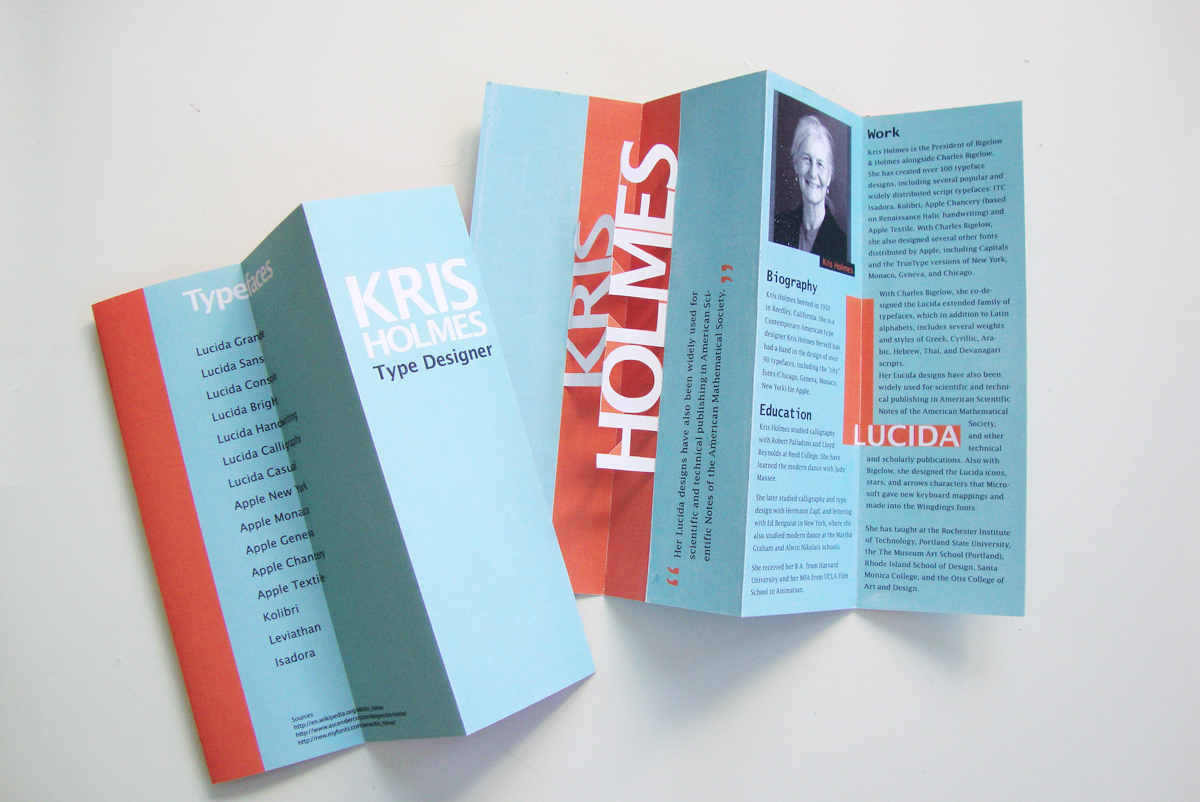 Typefaces
Lucida Grande
Lucida Sans
Lucida Console
Lucida Bright
Lucida Handwriting
Lucida Calligraphy
Lucida Casual
Apple New York
Apple Monaco
Apple Geneva
Apple Chancery
Apple Textile
Kolibri
Leviathan
Isadora
Sources:
KRIS
HOLMES
Type Designer
KRIS
HOLMES
“ Her Lucida designs have also been widely used for
scientific and technical publishing in American Sci-
entific Notes of the American Mathematical Society. ”
Kris Holmes
Biography
Kris Holmes borned in 1950
in Reedley, California. She is a
Contemporary American type
designer Kris Holmes herself has
had a hand in the design of over
90 typefaces, including the "city"
fonts (Chicago, Geneva, Monaco,
New York) for Apple
Education
Kris Holmes studied calligraphy
with Robert Palladino and Lloyd
Reynolds at Reed College. She have
learned the modern dance with Judy
Massee.
She later studied calligraphy and type
design with Hermann Zapf, and lettering
with Ed Benguiat in New York, where she
also studied modern dance at the Martha
Graham and Alwin Nikolais schools.
She received her B.A. from Harvard
University and her MFA from UCLA Film
School in Animation.
Work
Kris Holmes is the President of Bigelow
& Holmes alongside Charles Bigelow.
She has created over 100 typeface
designs, including several popular and
widely distributed script typefaces: ITC
Isadora, Kolibri, Apple Chancery (based
on Renaissance Italic handwriting) and
Apple Textile. With Charles Bigelow,
she also designed several other fonts
distributed by Apple, including Capitals
and the TrueType versions of New York,
Monaco, Geneva, and Chicago.
With Charles Bigelow, she co-de-
signed the Lucida extended family of
typefaces, which in addition to Latin
alphabets, includes several weights
and styles of Greek, Cyrillic, Ara-
bic, Hebrew, Thai, and Devanagari
scripts.
Her Lucida designs have also been
widely used for scientific and techni-
cal publishing in American Scientific
Notes of the American Mathematical
Society,
and other
technical
LUCIDA
and scholarly publications. Also with
Bigelow, she designed the Lucida icons,
stars, and arrows characters that Micro-
soft gave new keyboard mappings and
made into the Wingdings fonts.
She has taught at the Rochester Institute
of Technology, Portland State University,
the The Museum Art School (Portland),
Rhode Island School of Design, Santa
Monica College, and the Otis College of
Art and Design.